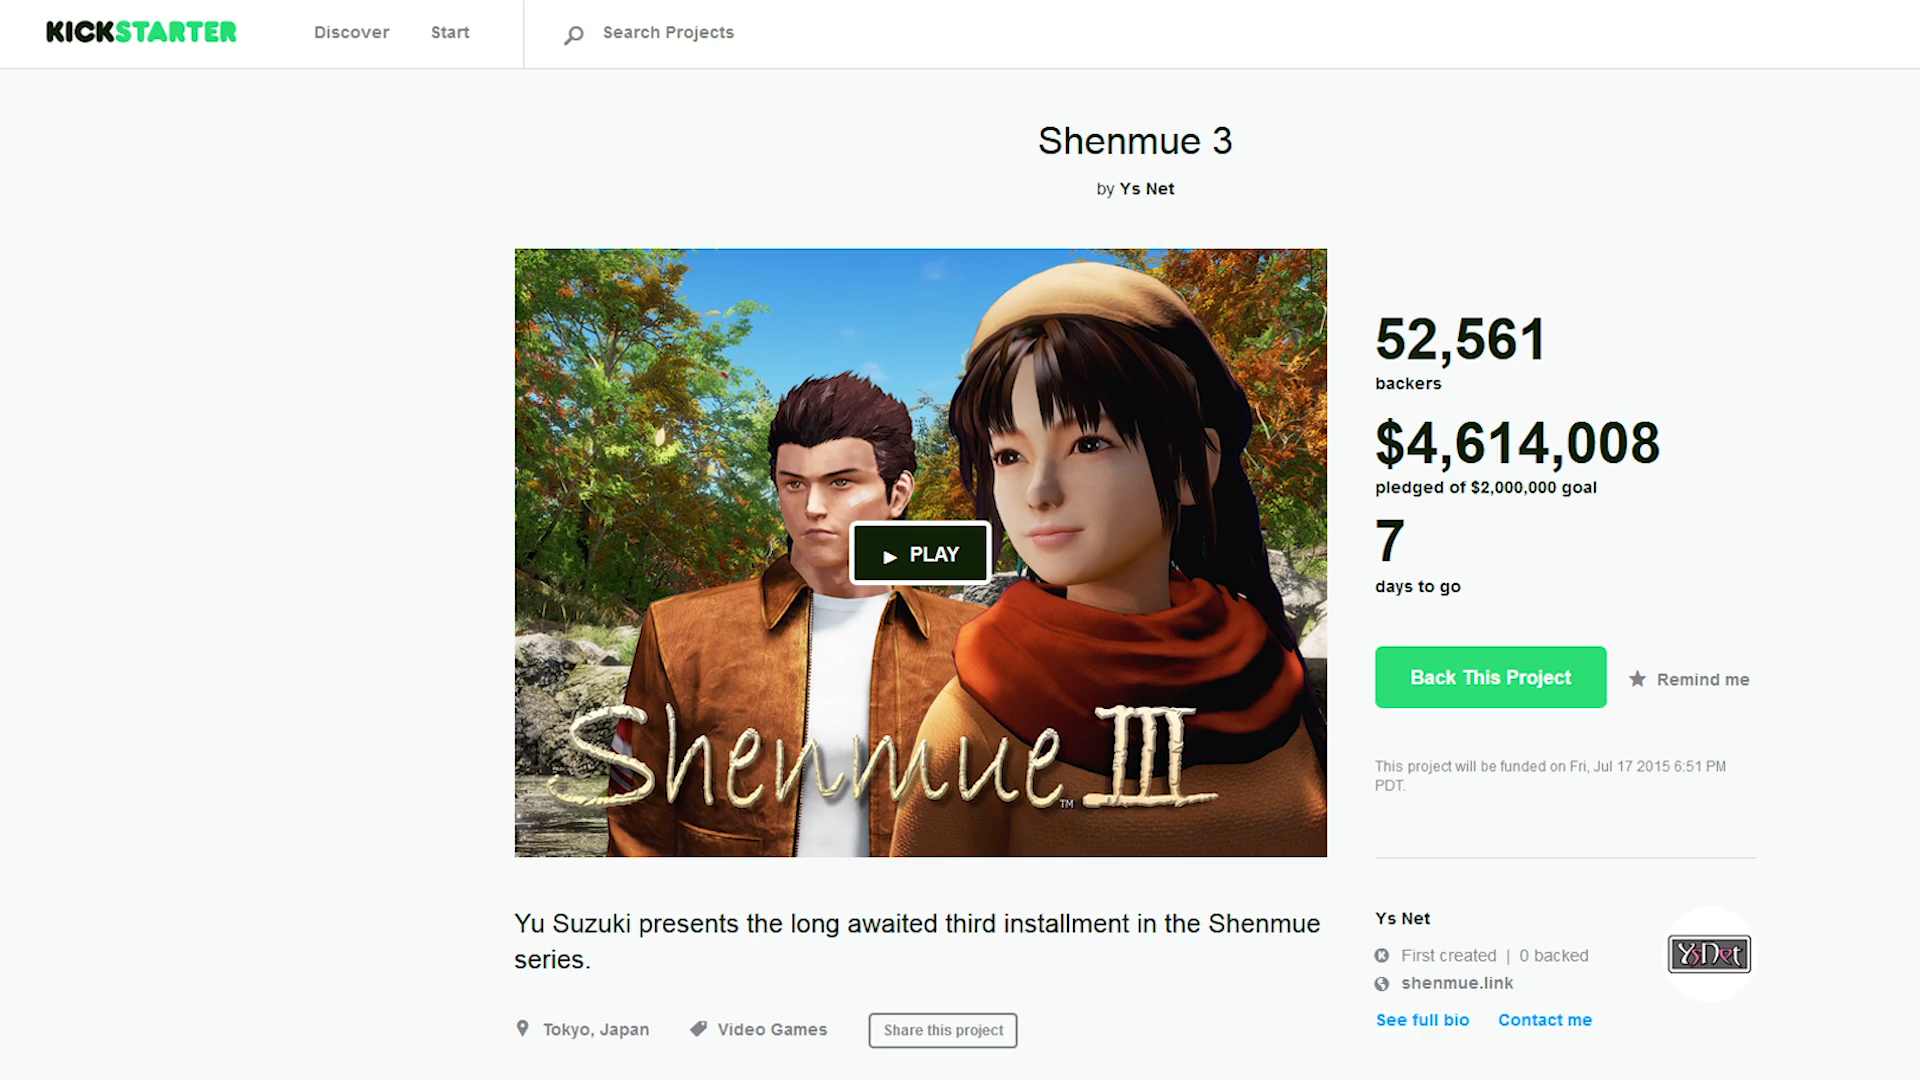 KICKSTARTER
Discover
Start
Search Projects
Shenmue 3
by Ys Net
52,561
backers
$4,614,008
pledged of $2,000,000 goal
7
days to go
PLAY
Back This Project
Remind me
Shenmue III
TM
This project will be funded on Fri, Jul 17 2015 6:51 PM
PDT.
Yu Suzuki presents the long awaited third installment in the Shenmue
series.
Tokyo, Japan
Video Games
Share this project
Ys Net
First created | 0 backed
shenmue.link
See full bio
Contact me
YsNet